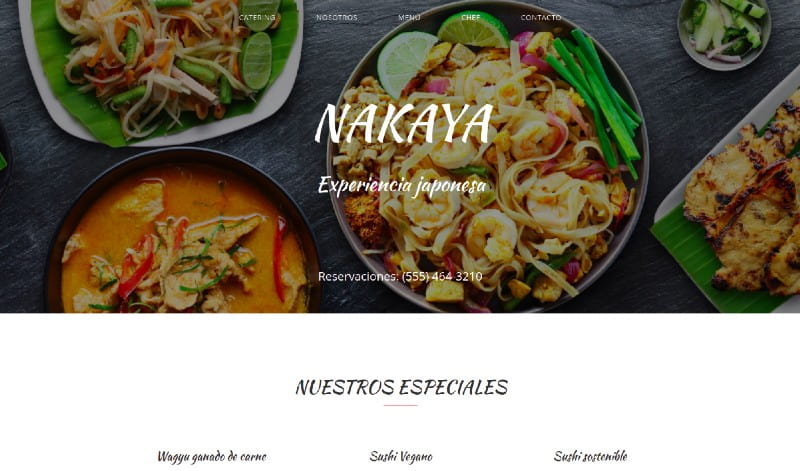 CATERING NOSOTROS MENÚ CHEF CONTACTO
NAKAYA
Experiencia japonesa
Reservaciones: (555) 464-3210
NUESTROS ESPECIALES
Wagyu ganado de carne Sushi Vegano Sushi sostenible